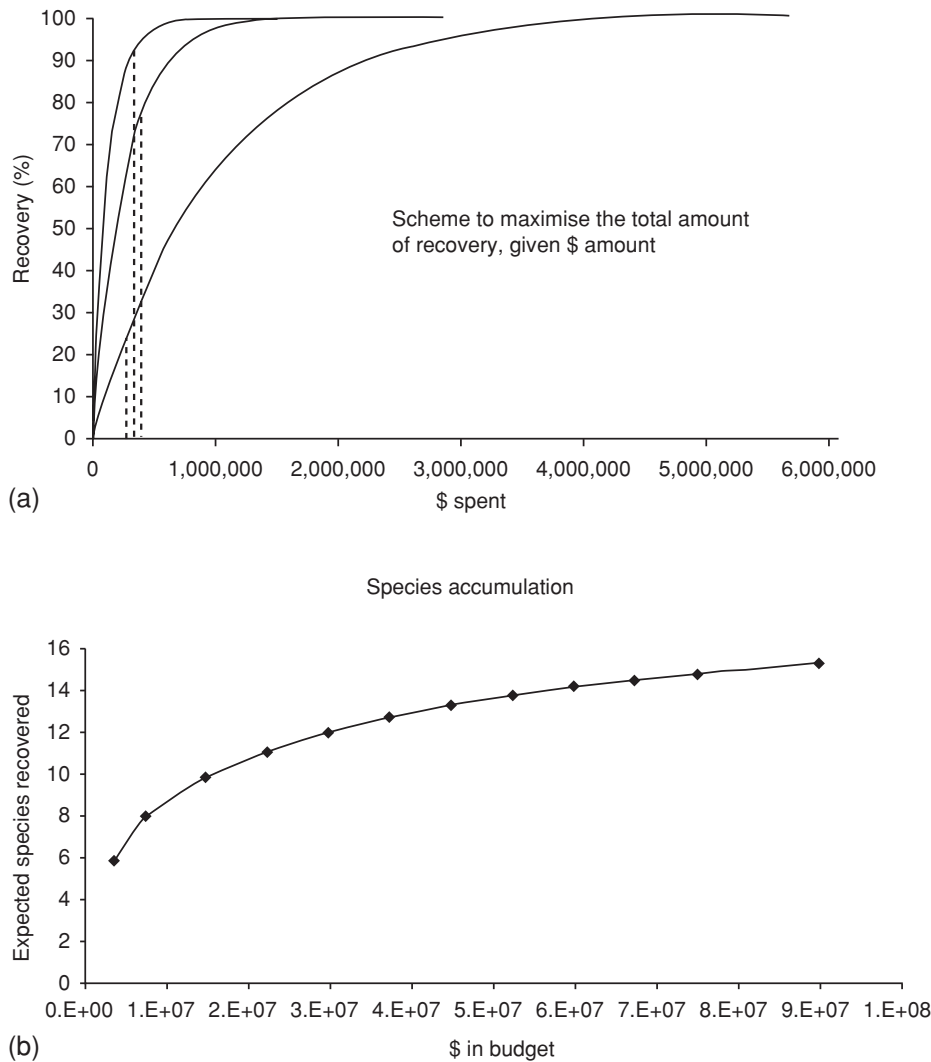 100
90
80
70
60
50
40
30
20
10
0
Recovery (%)
Scheme to maximise the total amount
of recovery, given $ amount
0 1,000,000 2,000,000 3,000,000 4,000,000 5,000,000 6,000,000
$ spent
(a)
Species accumulation
16
14
12
10
8
6
4
2
0
Expected species recovered
0.E+00 1.E+07 2.E+07 3.E+07 4.E+07 5.E+07 6.E+07 7.E+07 8.E+07 9.E+07 1.E+08
$ in budget
(b)